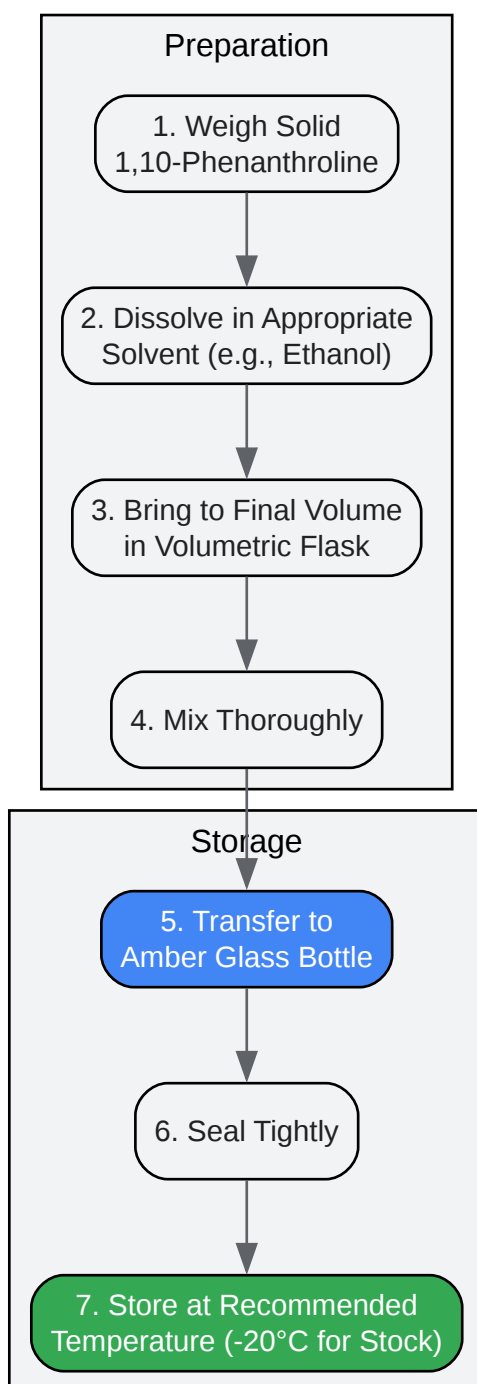 Preparation
1. Weigh Solid
1,10-Phenanthroline
2. Dissolve in Appropriate
Solvent (e.g., Ethanol)
3. Bring to Final Volume
in Volumetric Flask
4. Mix Thoroughly
Storage
5. Transfer to
Amber Glass Bottle
6. Seal Tightly
7. Store at Recommended
Temperature (-20°C for Stock)